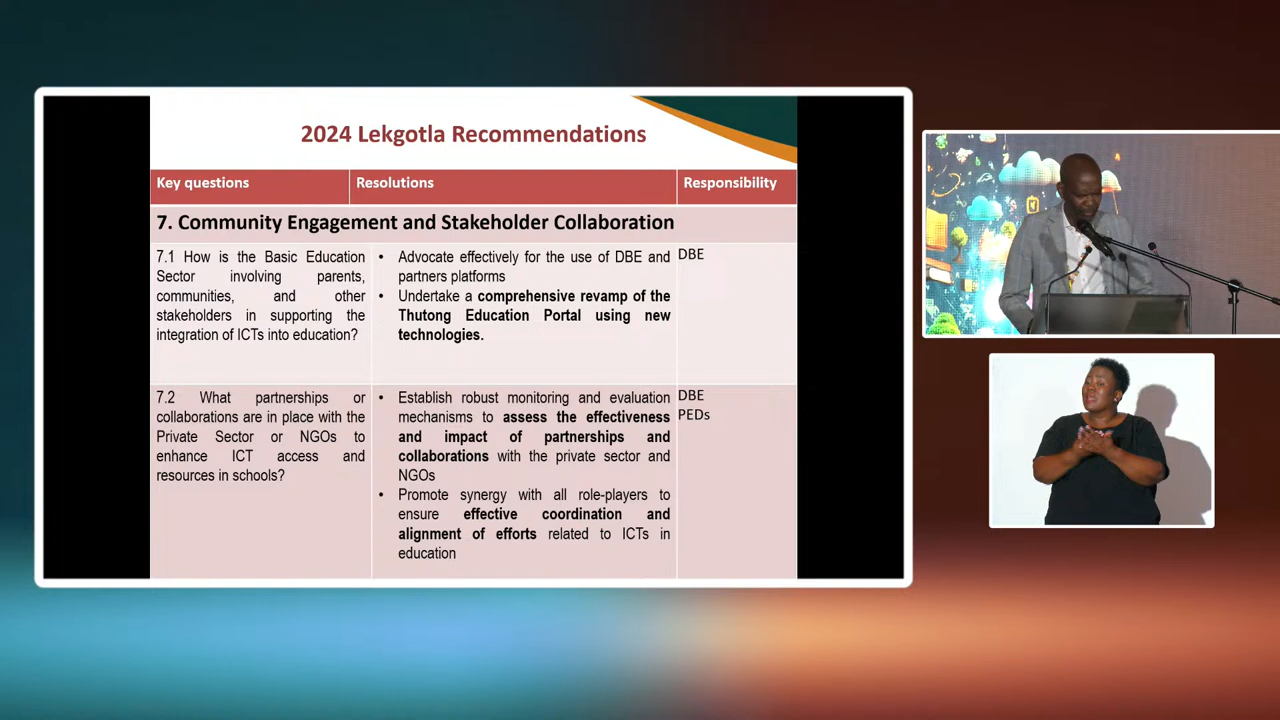 2024 Lekgotla Recommendations
Key questions
Resolutions
Responsibility
7. Community Engagement and Stakeholder Collaboration
7.1 How is the Basic Education
Sector involving parents,
communities, and other
stakeholders in supporting the
integration of ICTs into education?
• Advocate effectively for the use of DBE and
partners platforms
• Undertake a comprehensive revamp of the
Thutong Education Portal using new
technologies.
DBE
7.2 What partnerships or
collaborations are in place with the
Private Sector or NGOs to
enhance ICT access and
resources in schools?
• Establish robust monitoring and evaluation
mechanisms to assess the effectiveness
and impact of partnerships and
collaborations with the private sector and
NGOs
• Promote synergy with all role-players to
ensure effective coordination and
alignment of efforts related to ICTs in
education
DBE
PEDs